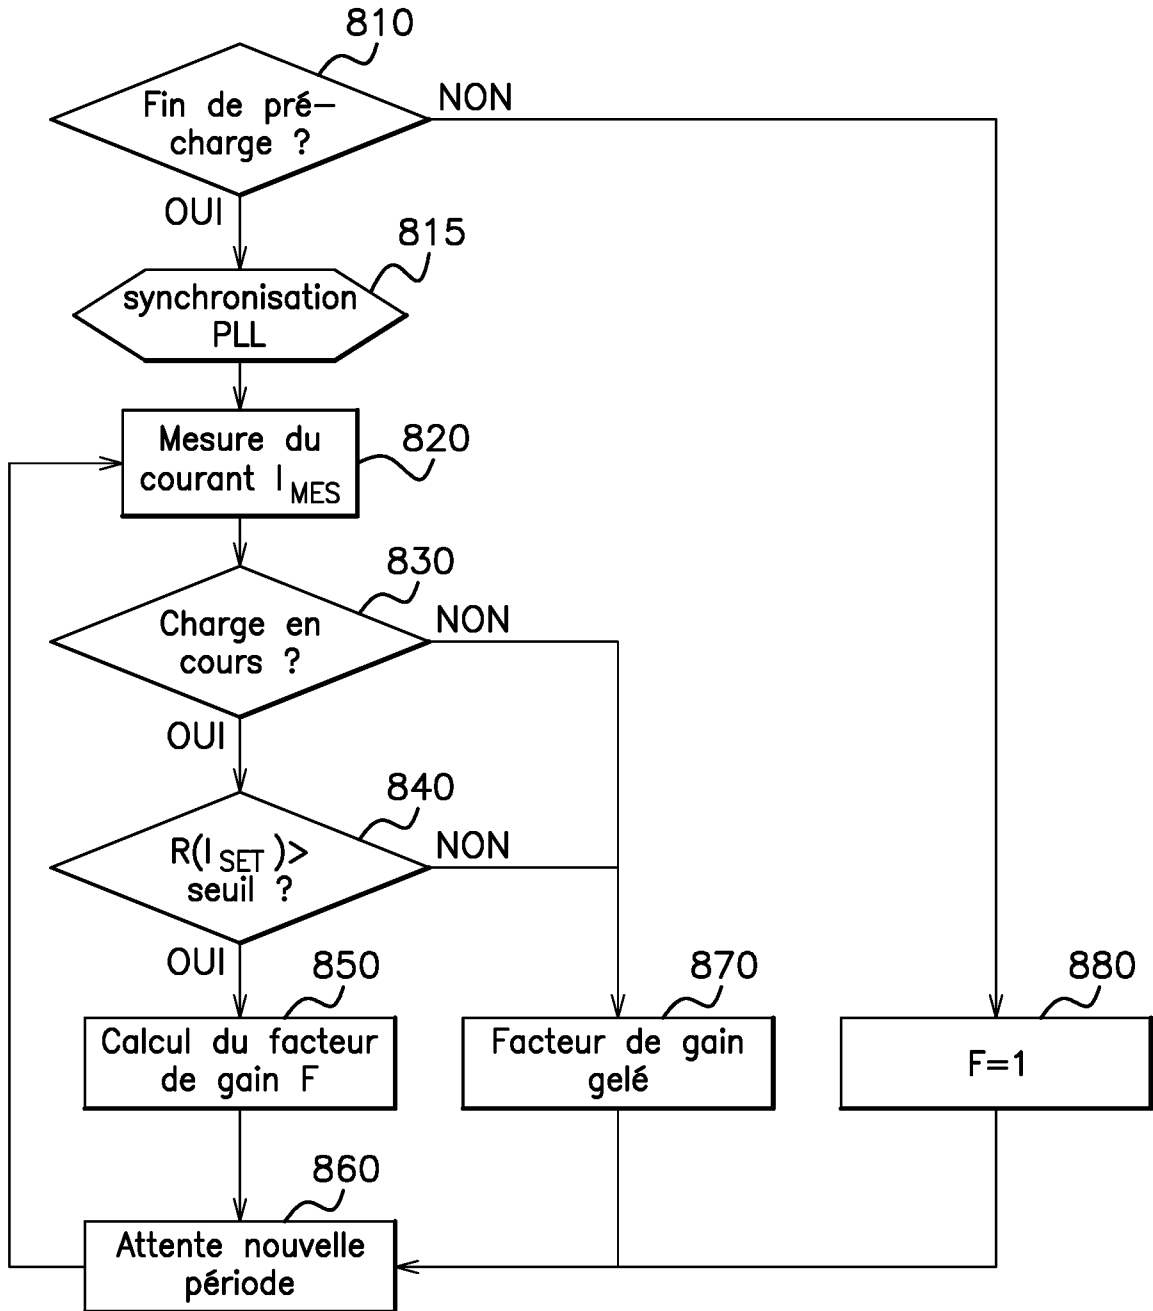 810
Fin de pré-
charge ?
NON
OUI
815
synchronisation
PLL
Mesure du
courant I MES
820
830
Charge en
cours ?
NON
OUI
840
R(I SET)>
seuil ?
NON
OUI
850
870
880
Calcul du facteur
de gain F
Facteur de gain
gelé
F=1
860
Attente nouvelle
période